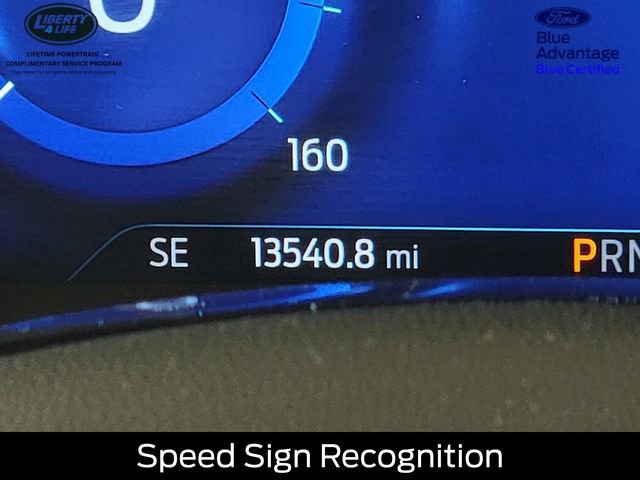 LIBERTY
4 LIFE
LIFETIME POWERTRAIN
COMPLIMENTARY SERVICE PROGRAM
Ford
Blue
Advantage
Blue Certified
0
160
SE 13540.8 mi PRN
Speed Sign Recognition